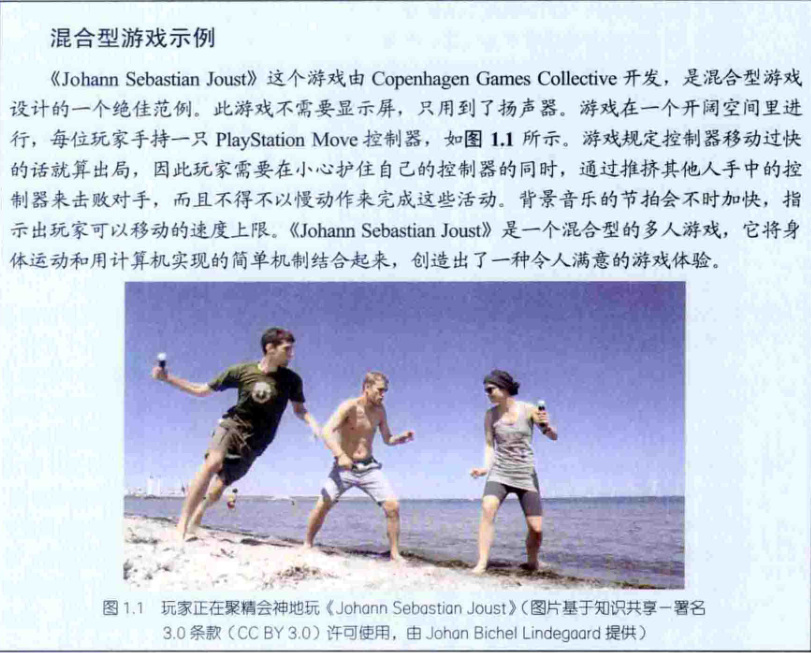 混合型游戏示例
《Johann Sebastian Joust》这个游戏由 Copenhagen Games Collective 开发，是混合型游戏
设计的一个绝佳范例。此游戏不需要显示屏，只用到了扬声器。游戏在一个开阔空间里进
行，每位玩家手持一只 PlayStation Move 控制器，如图 1.1 所示。游戏规定控制器移动过快
的话就算出局，因此玩家需要在小心护住自己的控制器的同时，通过推挤其他人手中的控
制器来击败对手，而且不得不以慢动作来完成这些活动。背景音乐的节拍会不时加快，指
示出玩家可以移动的速度上限。《Johann Sebastian Joust》是一个混合型的多人游戏，它将身
体运动和用计算机实现的简单机制结合起来，创造出了一种令人满意的游戏体验。
图 1.1 玩家正在聚精会神地玩《Johann Sebastian Joust》（图片基于知识共享－署名
3.0 条款（CC BY 3.0）许可使用，由 Johan Bichel Lindegaard 提供）